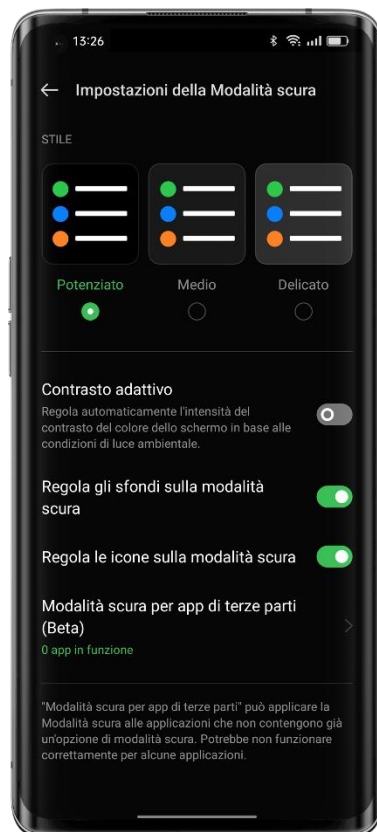 13:26
Impostazioni della Modalità scura
STILE
Potenziato Medio Delicato
Contrasto adattivo
Regola automaticamente l'intensità del
contrasto del colore dello schermo in base alle
condizioni di luce ambientale.
Regola gli sfondi sulla modalità
scura
Regola le icone sulla modalità scura
Modalità scura per app di terze parti
(Beta)
0 app in funzione
"Modalità scura per app di terze parti" può applicare la
Modalità scura alle applicazioni che non contengono già
un'opzione di modalità scura. Potrebbe non funzionare
correttamente per alcune applicazioni.